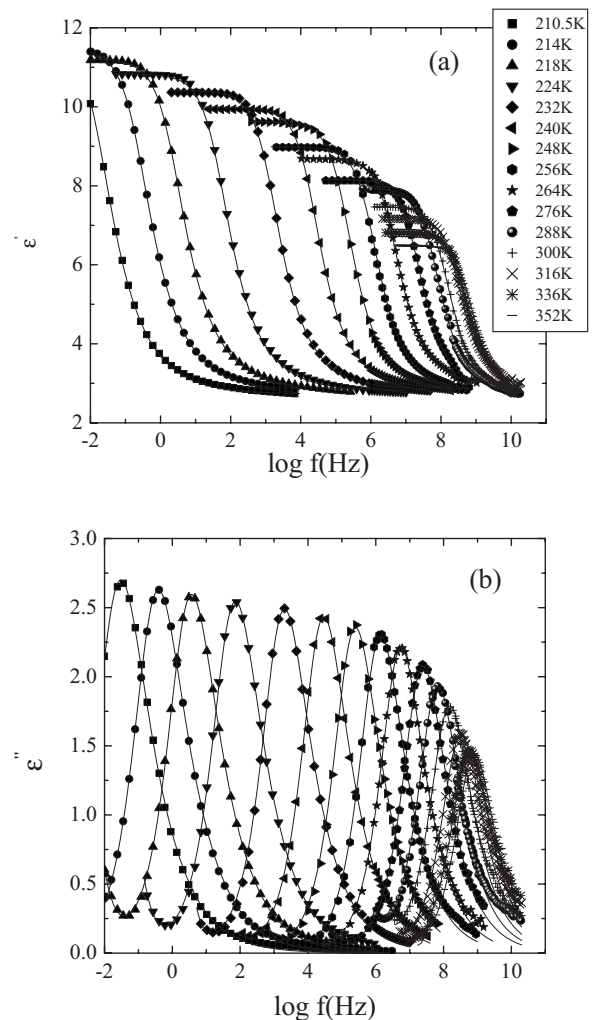 (a)
210.5K
214K
218K
224K
232K
240K
248K
256K
264K
276K
288K
300K
316K
336K
352K
12
10
8
6
4
2
ε'
-2 0 2 4 6 8 10
log f(Hz)
(b)
3.0
2.5
2.0
1.5
1.0
0.5
0.0
ε"
-2 0 2 4 6 8 10
log f(Hz)